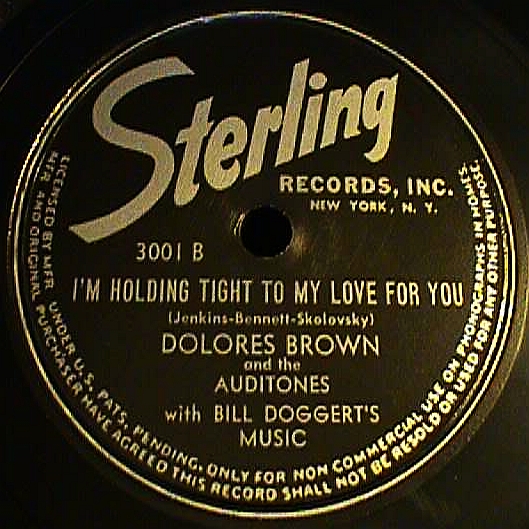 Sterling
RECORDS, INC.
NEW YORK, N. Y.
3001 B
I'M HOLDING TIGHT TO MY LOVE FOR YOU
(Jenkins-Bennett-Skolovsky)
DOLORES BROWN
and the
AUDITONES
with BILL DOGGERT'S
MUSIC
LICENSED BY MFR. UNDER U.S. PATS. PENDING. ONLY FOR NON COMMERCIAL USE ON PHONOGRAPHS IN HOMES.
MFR. AND ORIGINAL PURCHASER HAVE AGREED THIS RECORD SHALL NOT BE RESOLD OR USED FOR ANY OTHER PURPOSE.